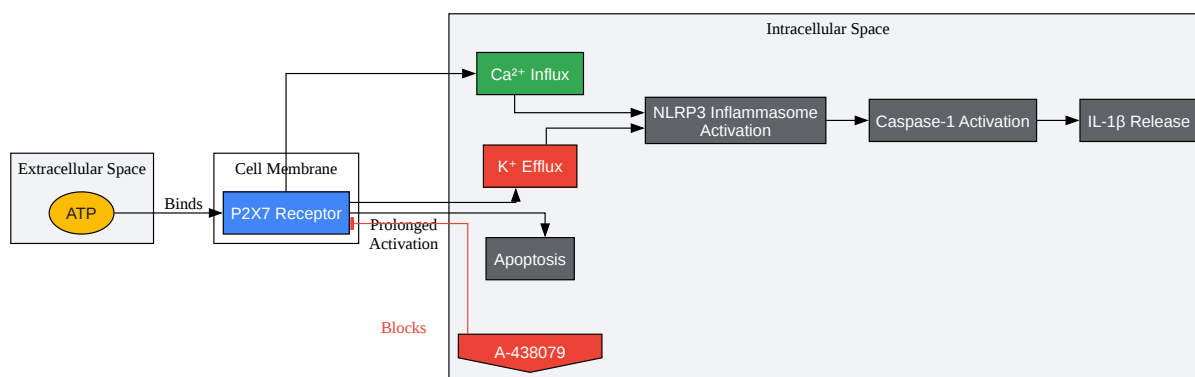 Intracellular Space
Ca²⁺ Influx
NLRP3 Inflammasome
Activation
Caspase-1 Activation
IL-1β Release
Extracellular Space
Cell Membrane
K⁺ Efflux
ATP
Binds
P2X7 Receptor
Prolonged
Activation
Apoptosis
Blocks
A-438079